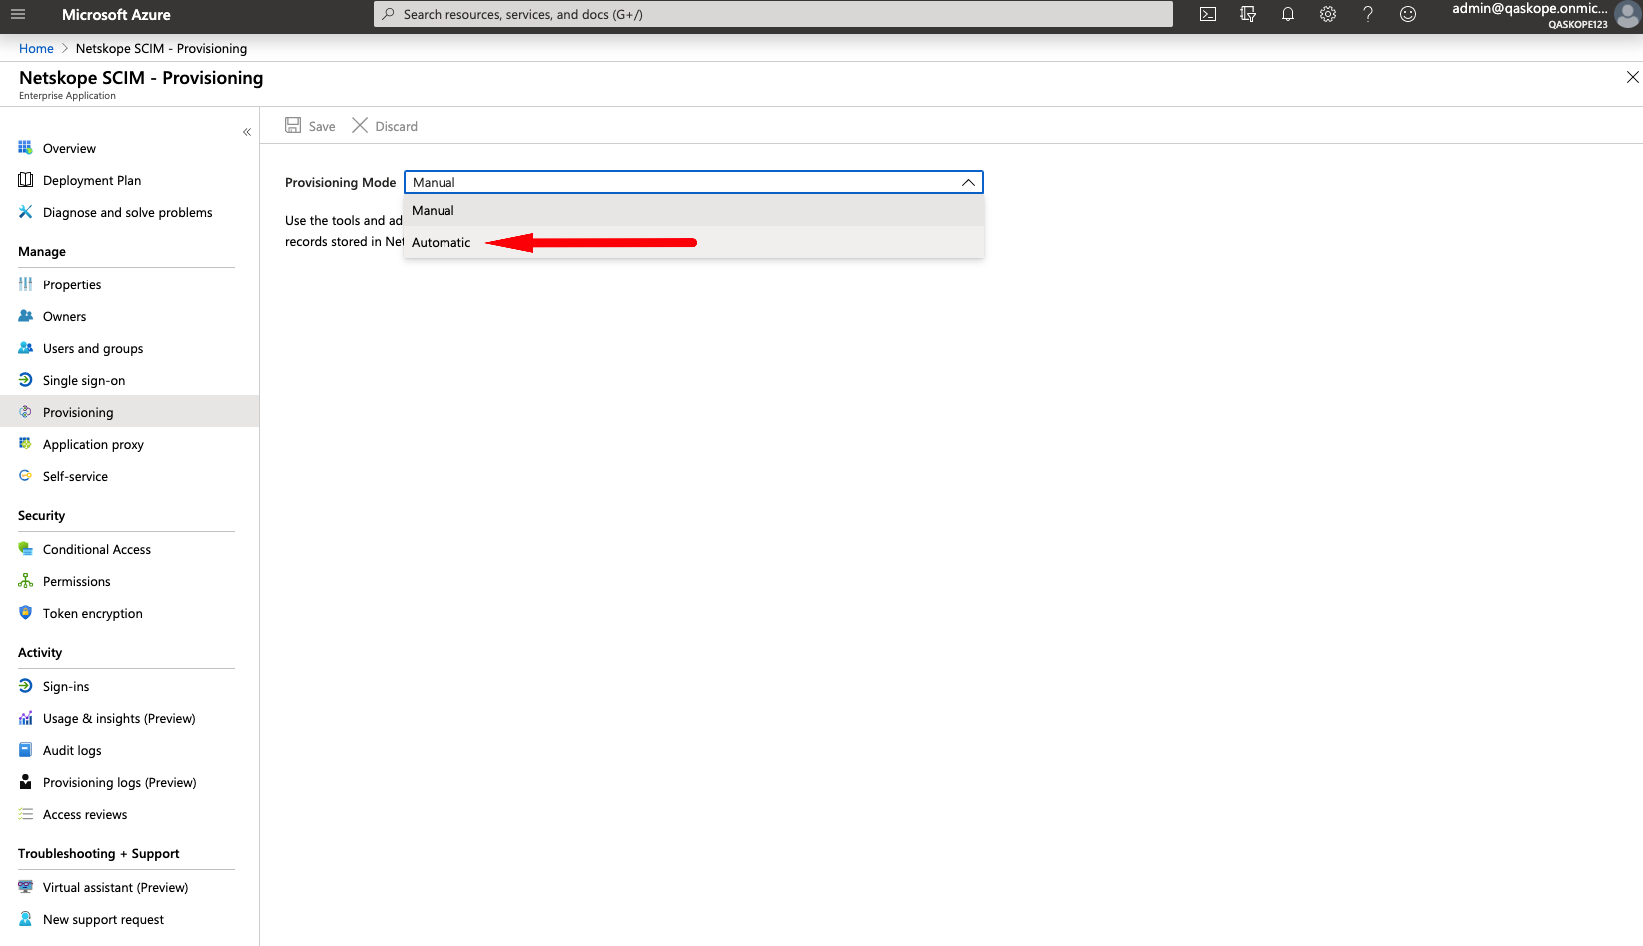 Microsoft Azure
Search resources, services, and docs (G+/)
admin@qaskope.onmic...
QASKOPE123
Home > Netskope SCIM - Provisioning
Netskope SCIM - Provisioning
Enterprise Application
Save Discard
Overview
Deployment Plan
Diagnose and solve problems
Manage
Properties
Owners
Users and groups
Single sign-on
Provisioning
Application proxy
Self-service
Security
Conditional Access
Permissions
Token encryption
Activity
Sign-ins
Usage & insights (Preview)
Audit logs
Provisioning logs (Preview)
Access reviews
Troubleshooting + Support
Virtual assistant (Preview)
New support request
Provisioning Mode Manual
Manual
Automatic
Use the tools and ad
records stored in Net